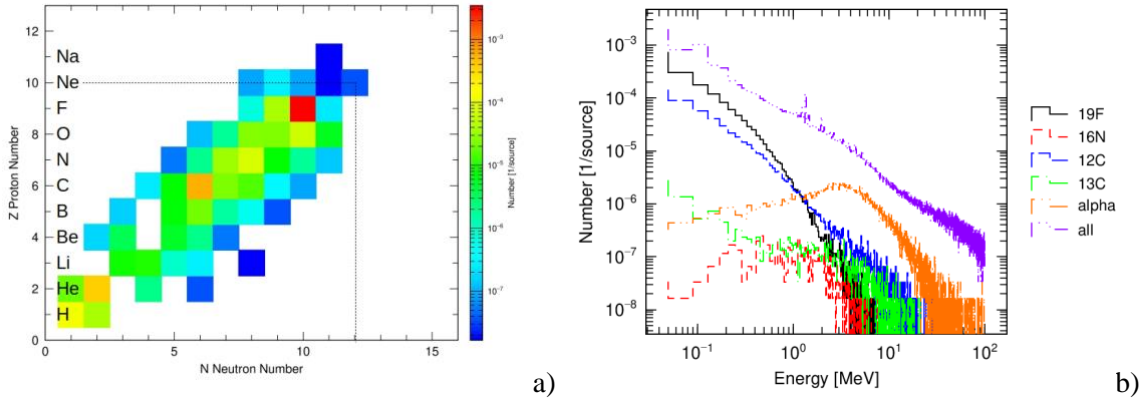 12
10
8
6
4
2
0
Na
Ne
F
O
N
C
B
Be
Li
He
H
Z Proton Number
0 5 10 15
N Neutron Number
10⁻³
10⁻⁴
10⁻⁵
10⁻⁶
10⁻⁷
Number [1/source]
a)
10⁻³
10⁻⁴
10⁻⁵
10⁻⁶
10⁻⁷
10⁻⁸
Number [1/source]
10⁻¹ 10⁰ 10¹ 10²
Energy [MeV]
19F
16N
12C
13C
alpha
all
b)